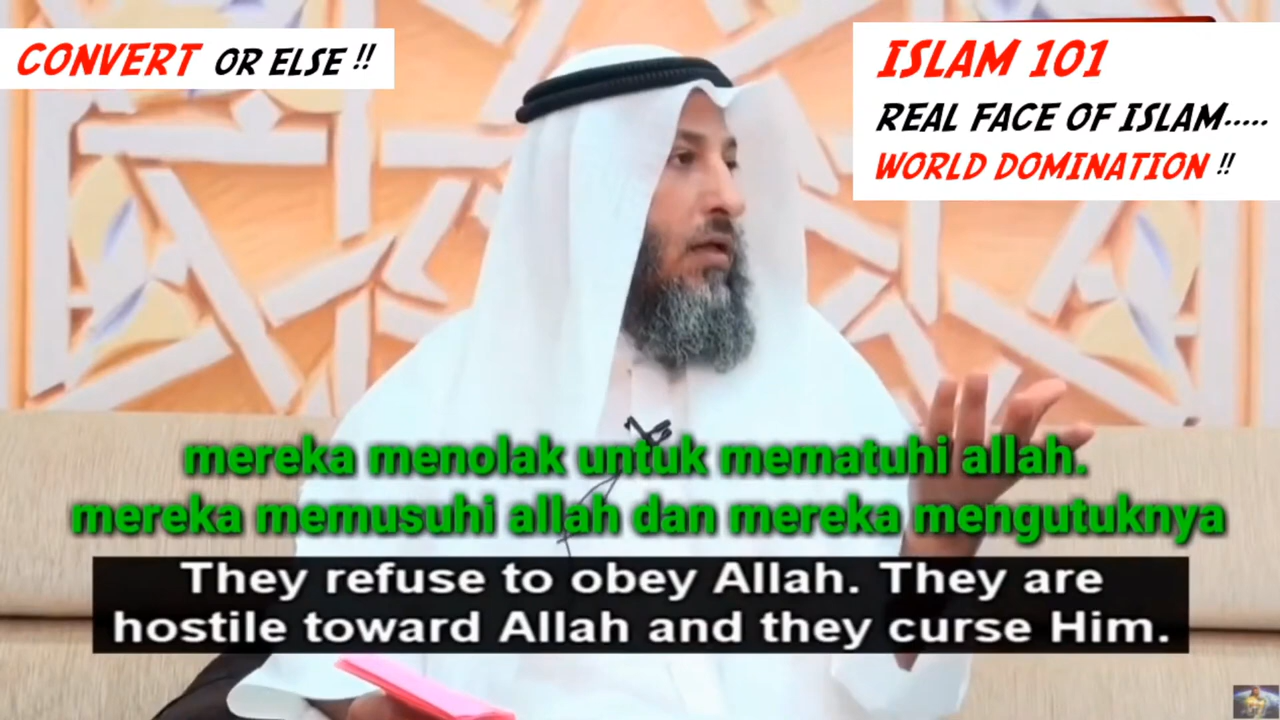 CONVERT OR ELSE !!
ISLAM 101
REAL FACE OF ISLAM.....
WORLD DOMINATION !!
mereka menolak untuk mematuhi allah.
mereka memusuhi allah dan mereka mengutuknya
They refuse to obey Allah. They are
hostile toward Allah and they curse Him.